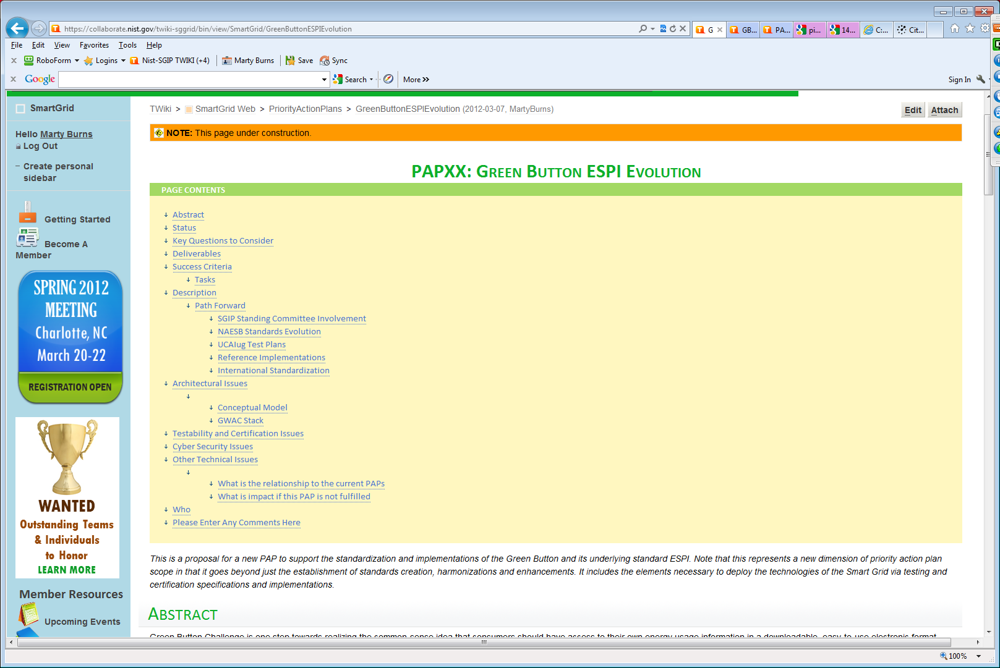 https://collaborate.nist.gov/twiki-sggrid/bin/view/SmartGrid/GreenButtonESPIEvolution
G
GB...
PA...
pi...
14...
C:...
Cit...
File Edit View Favorites Tools Help
RoboForm Logins Nist-SGIP TWIKI (+4) Marty Burns Save Sync
Google Search More Sign In
SmartGrid
Hello Marty Burns
Log Out
Create personal
sidebar
Getting Started
Become A
Member
SPRING 2012
MEETING
Charlotte, NC
March 20-22
REGISTRATION OPEN
WANTED
Outstanding Teams
& Individuals
to Honor
LEARN MORE
Member Resources
Upcoming Events
TWiki > SmartGrid Web > PriorityActionPlans > GreenButtonESPIEvolution (2012-03-07, MartyBurns)
Edit Attach
NOTE: This page under construction.
PAPXX: Green Button ESPI Evolution
PAGE CONTENTS
Abstract
Status
Key Questions to Consider
Deliverables
Success Criteria
Tasks
Description
Path Forward
SGIP Standing Committee Involvement
NAESB Standards Evolution
UCAIug Test Plans
Reference Implementations
International Standardization
Architectural Issues
Conceptual Model
GWAC Stack
Testability and Certification Issues
Cyber Security Issues
Other Technical Issues
What is the relationship to the current PAPs
What is impact if this PAP is not fulfilled
Who
Please Enter Any Comments Here
This is a proposal for a new PAP to support the standardization and implementations of the Green Button and its underlying standard ESPI. Note that this represents a new dimension of priority action plan
scope in that it goes beyond just the establishment of standards creation, harmonizations and enhancements. It includes the elements necessary to deploy the technologies of the Smart Grid via testing and
certification specifications and implementations.
Abstract
Green Button Challenge is one step towards realizing the common-sense idea that consumers should have access to their own energy usage information in a downloadable, easy-to-use electronic format
100%